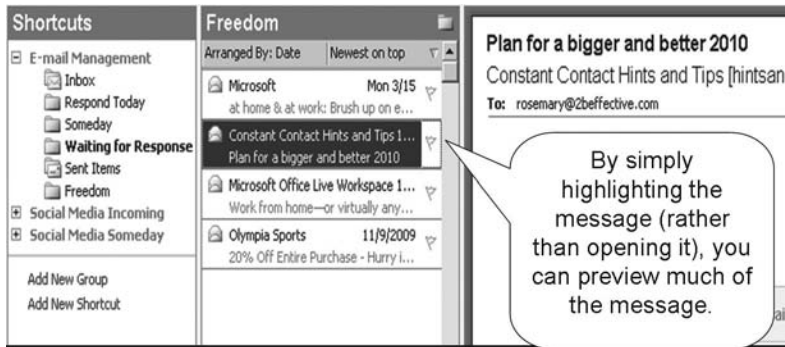 Shortcuts
E-mail Management
Inbox
Respond Today
Someday
Waiting for Response
Sent Items
Freedom
Social Media Incoming
Social Media Someday
Add New Group
Add New Shortcut
Freedom
Arranged By: Date Newest on top
Microsoft Mon 3/15
at home & at work: Brush up on e...
Constant Contact Hints and Tips 1...
Plan for a bigger and better 2010
Microsoft Office Live Workspace 1...
Work from home—or virtually any...
Olympia Sports 11/9/2009
20% Off Entire Purchase - Hurry i...
Plan for a bigger and better 2010
Constant Contact Hints and Tips [hintsan
To: rosemary@2beffective.com
By simply
highlighting the
message (rather
than opening it), you
can preview much of
the message.